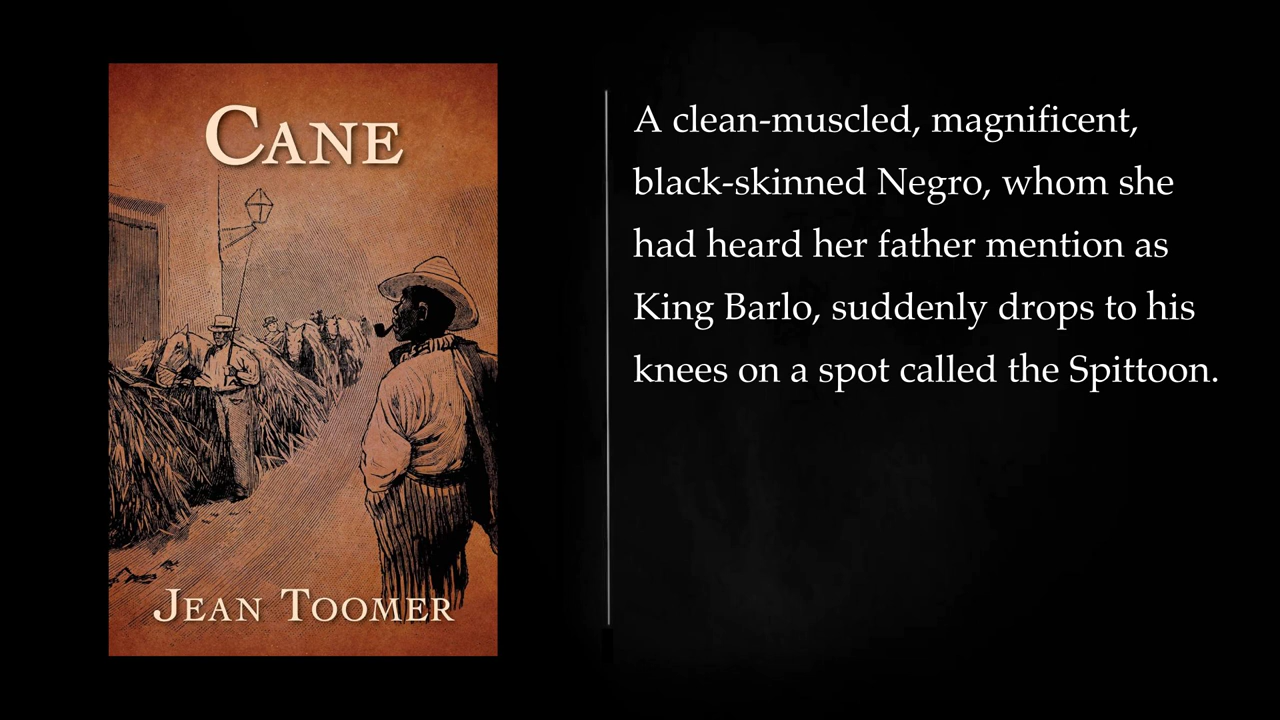 CANE
JEAN TOOMER
A clean-muscled, magnificent,
black-skinned Negro, whom she
had heard her father mention as
King Barlo, suddenly drops to his
knees on a spot called the Spittoon.